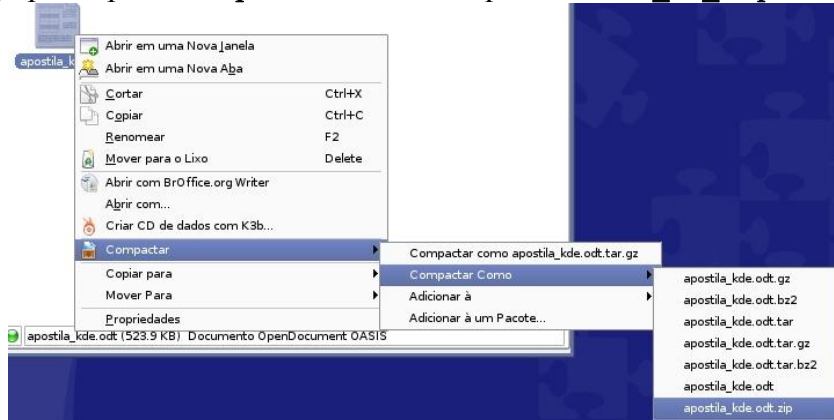 apostila_k
Abrir em uma Nova Janela
Abrir em uma Nova Aba
Cortar Ctrl+X
Copiar Ctrl+C
Renomear F2
Mover para o Lixo Delete
Abrir com BrOffice.org Writer
Abrir com...
Criar CD de dados com K3b...
Compactar
Copiar para
Mover Para
Propriedades
Compactar como apostila_kde.odt.tar.gz
Compactar Como
Adicionar à
Adicionar à um Pacote...
apostila_kde.odt.gz
apostila_kde.odt.bz2
apostila_kde.odt.tar
apostila_kde.odt.tar.gz
apostila_kde.odt.tar.bz2
apostila_kde.odt
apostila_kde.odt.zip
apostila_kde.odt (523.9 KB) Documento OpenDocument OASIS